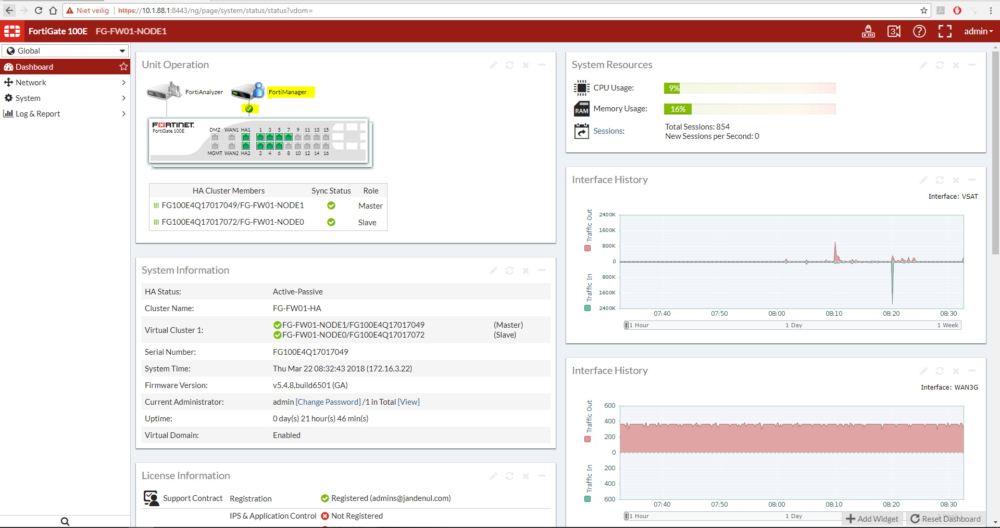 Niet veilig https://10.1.88.1:8443/ng/page/system/status/status?vdom=
FortiGate 100E FG-FW01-NODE1
3
admin
Global
Dashboard
Network
System
Log & Report
Unit Operation
FortiAnalyzer
FortiManager
FORTINET
FortiGate 100E
DMZ WAN1 HA1 1 3 5 7 9 11 13 15
MGMT WAN2 HA2 2 4 6 8 10 12 14 16
HA Cluster Members Sync Status Role
FG100E4Q17017049/FG-FW01-NODE1 Master
FG100E4Q17017072/FG-FW01-NODE0 Slave
System Information
HA Status: Active-Passive
Cluster Name: FG-FW01-HA
Virtual Cluster 1: FG-FW01-NODE1/FG100E4Q17017049 (Master)
FG-FW01-NODE0/FG100E4Q17017072 (Slave)
Serial Number: FG100E4Q17017049
System Time: Thu Mar 22 08:32:43 2018 (172.16.3.22)
Firmware Version: v5.4.8,build6501 (GA)
Current Administrator: admin [Change Password] /1 in Total [View]
Uptime: 0 day(s) 21 hour(s) 46 min(s)
Virtual Domain: Enabled
License Information
Support Contract Registration Registered (admins@jandenul.com)
IPS & Application Control Not Registered
System Resources
CPU Usage: 9%
RAM Memory Usage: 16%
Sessions: Total Sessions: 854
New Sessions per Second: 0
Interface History
Interface: VSAT
Traffic Out
2400K
1600K
800K
0
Traffic In
800K
1600K
2400K
07:40 07:50 08:00 08:10 08:20 08:30
1 Hour 1 Day 1 Week
Interface History
Interface: WAN3G
Traffic Out
600
400
200
0
Traffic In
200
400
600
07:40 07:50 08:00 08:10 08:20 08:30
1 Hour 1 Day 1 Week
Add Widget Reset Dashboard